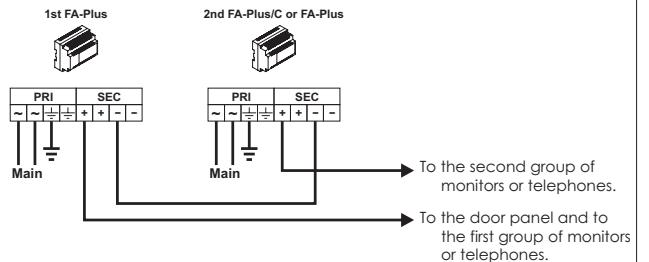 1st FA-Plus
2nd FA-Plus/C or FA-Plus
PRI SEC
~ ~ ⏚ ⏚ + + − −
Main
PRI SEC
~ ~ ⏚ ⏚ + + − −
Main
To the second group of
monitors or telephones.
To the door panel and to
the first group of monitors
or telephones.